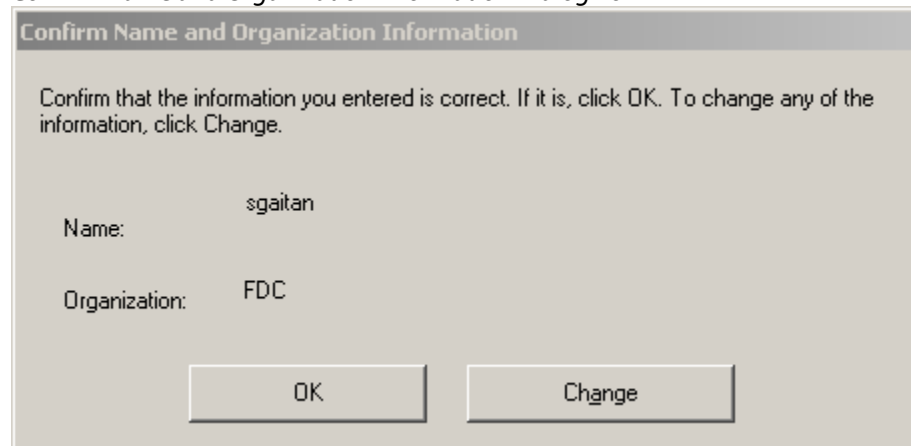 Confirm Name and Organization Information
Confirm that the information you entered is correct. If it is, click OK. To change any of the
information, click Change.
sgaitan
Name:
FDC
Organization:
OK
Change